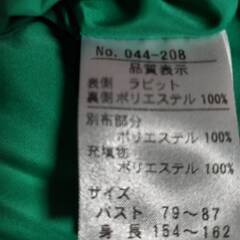 No. 044-208
品質表示
表側 ラビット
裏側 ポリエステル 100%
別布部分
ポリエステル 100%
充填物
ポリエステル 100%
サイズ
バスト 79~87
身長 154~162